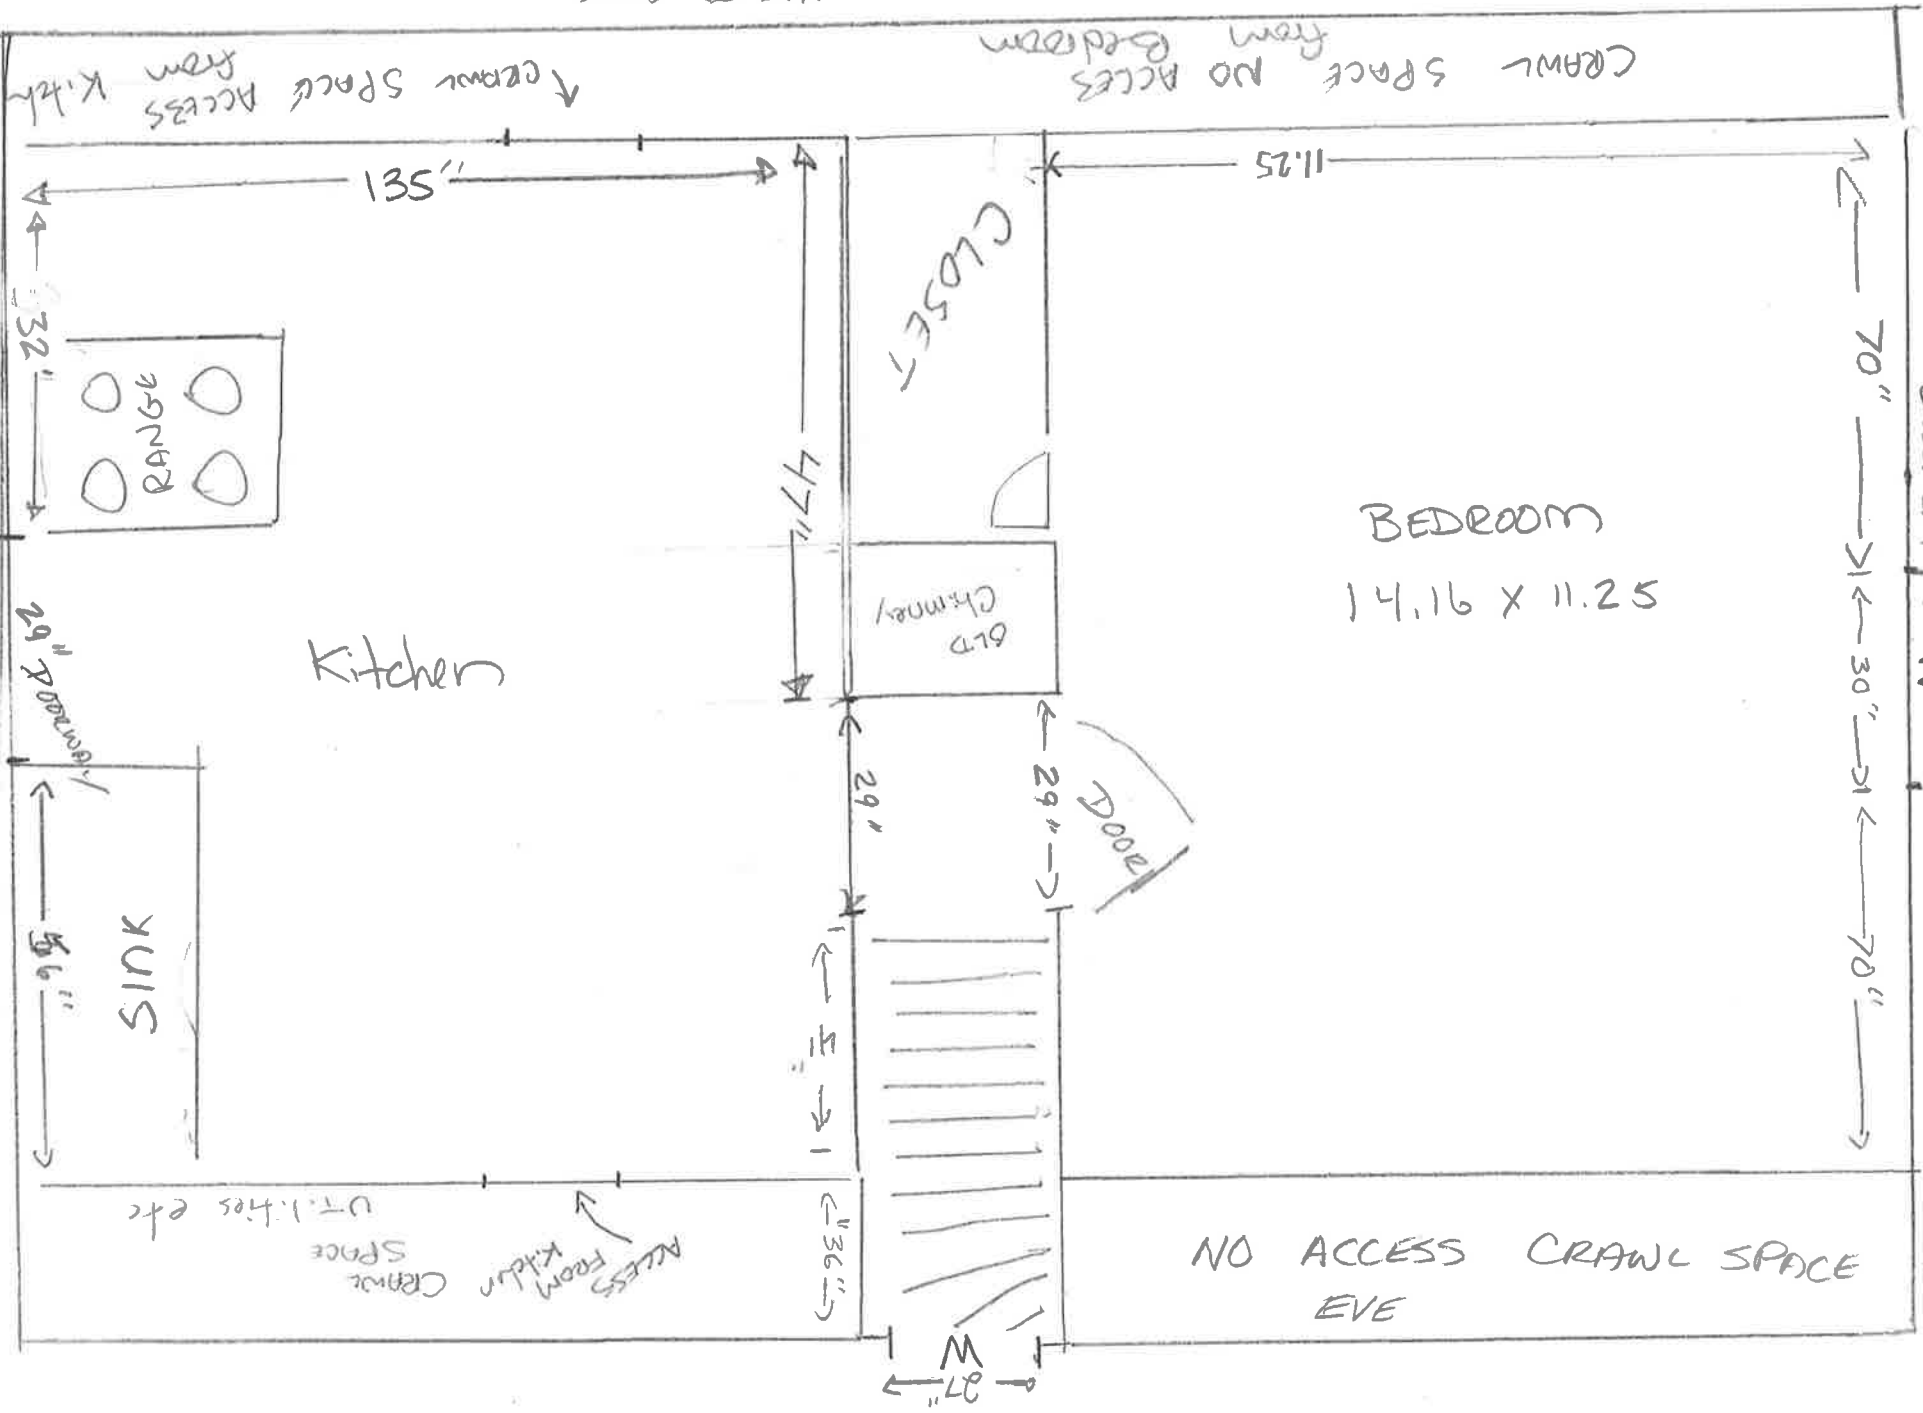 CRAWL SPACE NO ACCES
from Bedroom
↑ CRAWL SPACE ACCESS
from Kitch
135"
11.25
32"
RANGE
CLOSET
47"
70"
BEDROOM
14.16 X 11.25
OLD
Chimney
30"
29" DOORWAY
Kitchen
29"
29"
DOOR
SINK
70"
UTilities etc
CRAWL
SPACE
ACCESS
FROM
Kitchen
"36"
NO ACCESS CRAWL SPACE
EVE
W
27"